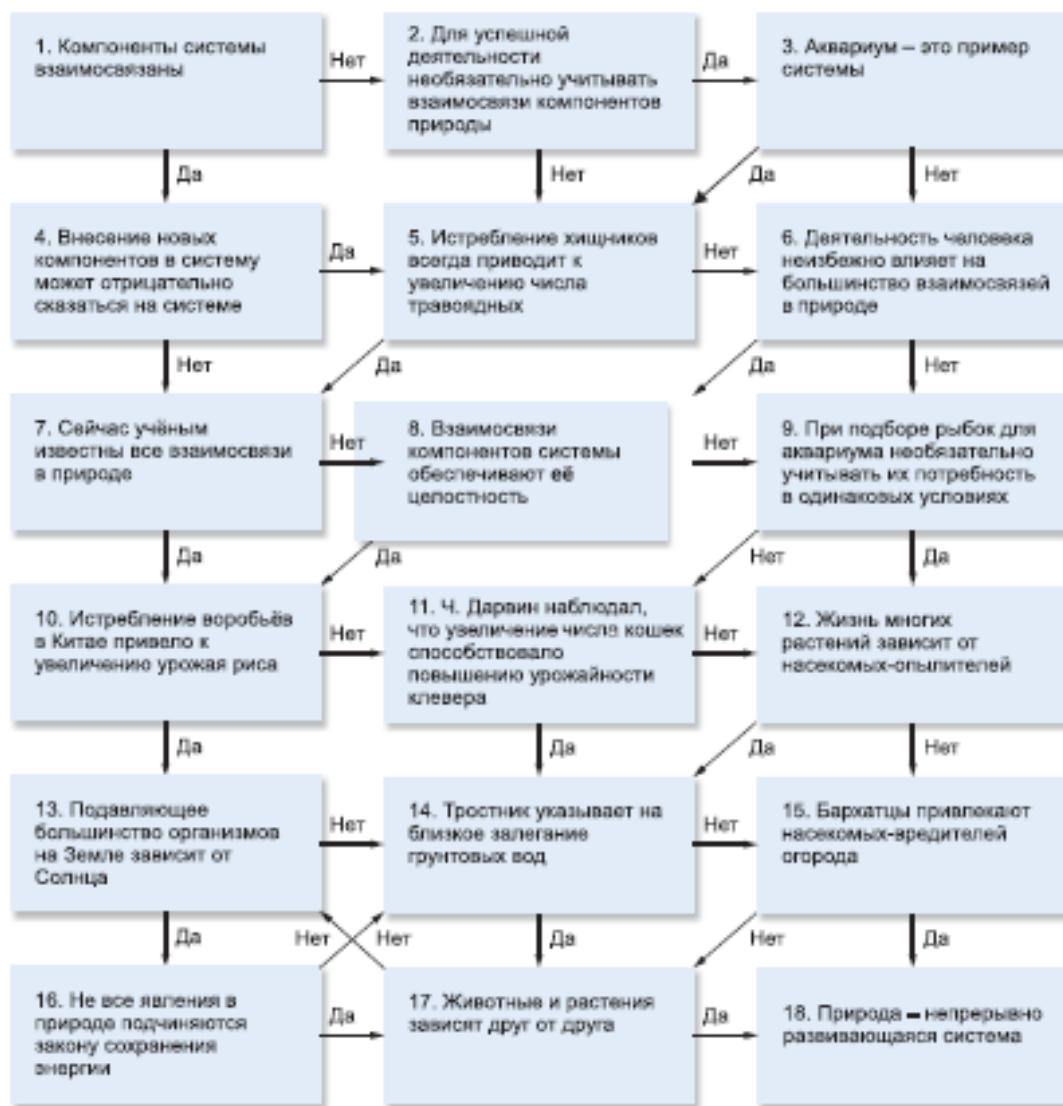 1. Компоненты системы
взаимосвязаны
Нет
2. Для успешной
деятельности
необязательно учитывать
взаимосвязи компонентов
природы
Да
3. Аквариум – это пример
системы
Да
Нет
Да
Нет
4. Внесение новых
компонентов в систему
может отрицательно
сказаться на системе
Да
5. Истребление хищников
всегда приводит к
увеличению числа
травоядных
Нет
6. Деятельность человека
неизбежно влияет на
большинство взаимосвязей
в природе
Нет
Да
Да
Нет
7. Сейчас учёным
известны все взаимосвязи
в природе
Нет
8. Взаимосвязи
компонентов системы
обеспечивают её
целостность
Нет
9. При подборе рыбок для
аквариума необязательно
учитывать их потребность
в одинаковых условиях
Да
Да
Нет
Да
10. Истребление воробьёв
в Китае привело к
увеличению урожая риса
Нет
11. Ч. Дарвин наблюдал,
что увеличение числа кошек
способствовало
повышению урожайности
клевера
Нет
12. Жизнь многих
растений зависит от
насекомых-опылителей
Да
Да
Да
Нет
13. Подавляющее
большинство организмов
на Земле зависит от
Солнца
Нет
14. Тростник указывает на
близкое залегание
грунтовых вод
Нет
15. Бархатцы привлекают
насекомых-вредителей
огорода
Да
Нет
Нет
Да
Нет
Да
16. Не все явления в
природе подчиняются
закону сохранения
энергии
Да
17. Животные и растения
зависят друг от друга
Да
18. Природа – непрерывно
развивающаяся система